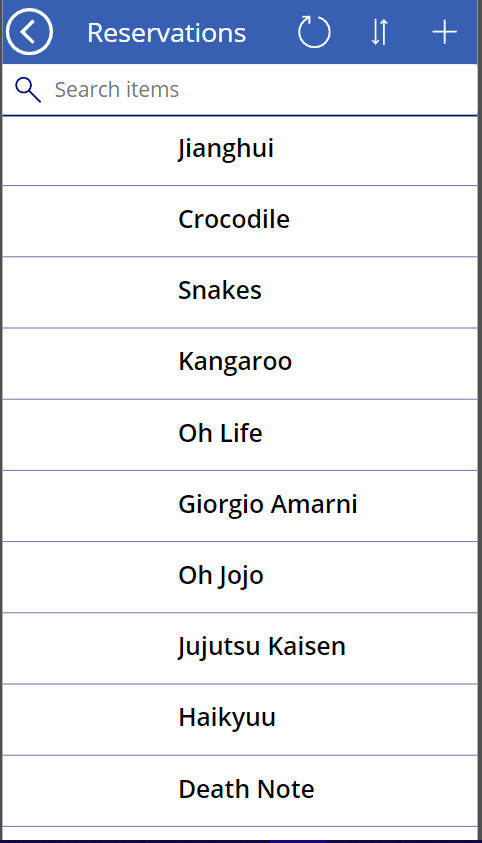 Reservations
Search items
Jianghui
Crocodile
Snakes
Kangaroo
Oh Life
Giorgio Amarni
Oh Jojo
Jujutsu Kaisen
Haikyuu
Death Note